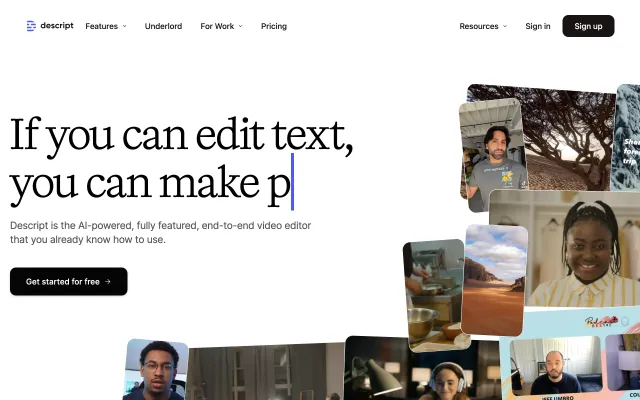 descript
Features
Underlord
For Work
Pricing
Resources
Sign in
Sign up
If you can edit text,
you can make p
Descript is the AI-powered, fully featured, end-to-end video editor
that you already know how to use.
Get started for free →
trip
Podcast